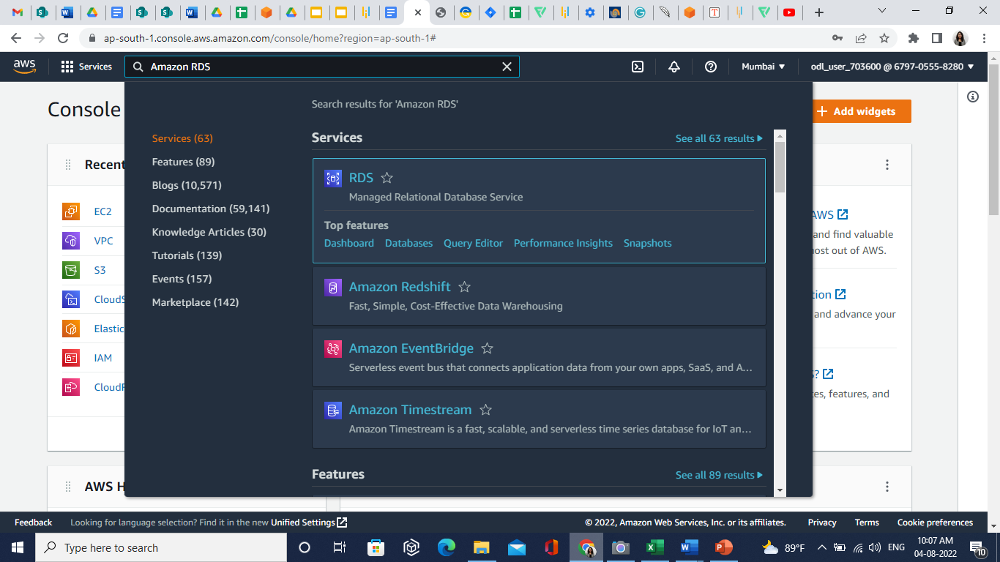 ap-south-1.console.aws.amazon.com/console/home?region=ap-south-1#
aws
Services
Amazon RDS
Mumbai
odl_user_703600 @ 6797-0555-8280
Console
Add widgets
Search results for 'Amazon RDS'
Services (63)
Features (89)
Blogs (10,571)
Documentation (59,141)
Knowledge Articles (30)
Tutorials (139)
Events (157)
Marketplace (142)
Services
See all 63 results
RDS
Managed Relational Database Service
Top features
Dashboard Databases Query Editor Performance Insights Snapshots
Amazon Redshift
Fast, Simple, Cost-Effective Data Warehousing
Amazon EventBridge
Serverless event bus that connects application data from your own apps, SaaS, and A...
Amazon Timestream
Amazon Timestream is a fast, scalable, and serverless time series database for IoT an...
Features
See all 89 results
Recent
EC2
VPC
S3
CloudS
Elastic
IAM
CloudF
AWS H
AWS
and find valuable
ost out of AWS.
tion
and advance your
S?
es, features, and
Feedback
Looking for language selection? Find it in the new Unified Settings
© 2022, Amazon Web Services, Inc. or its affiliates.
Privacy
Terms
Cookie preferences
Type here to search
89°F
ENG
10:07 AM
04-08-2022
10